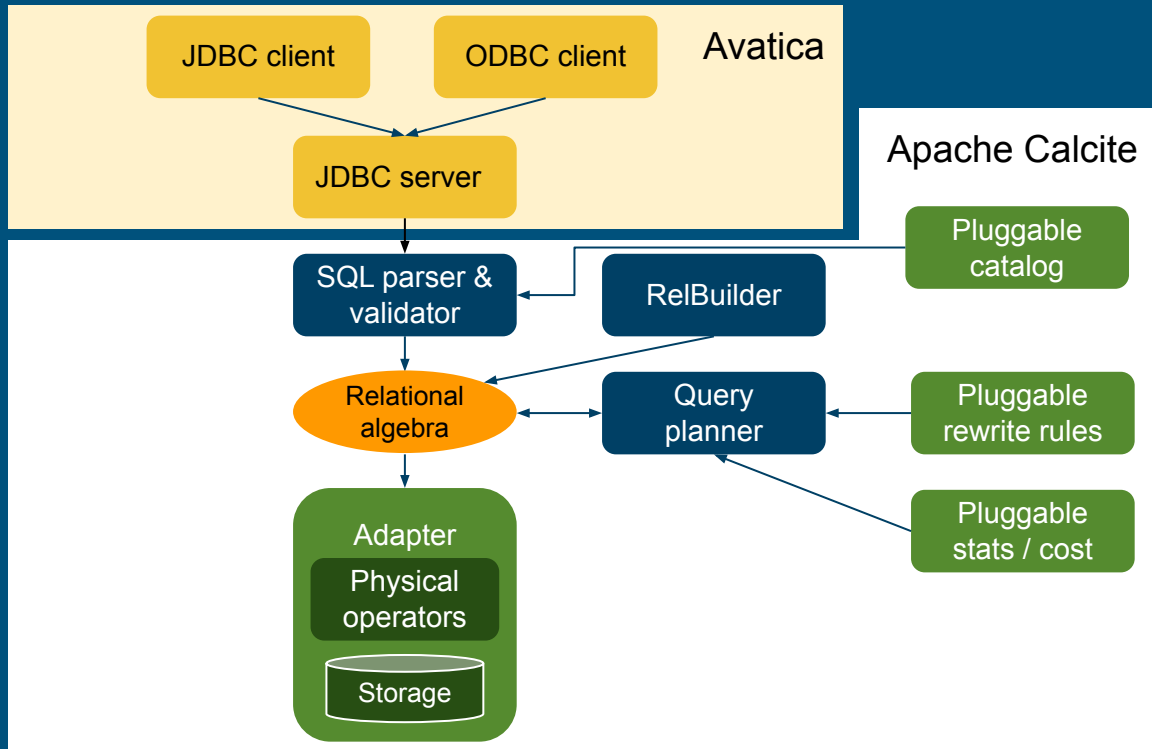 JDBC client
ODBC client
Avatica
JDBC server
Apache Calcite
Pluggable
catalog
SQL parser &
validator
RelBuilder
Relational
algebra
Query
planner
Pluggable
rewrite rules
Pluggable
stats / cost
Adapter
Physical
operators
Storage